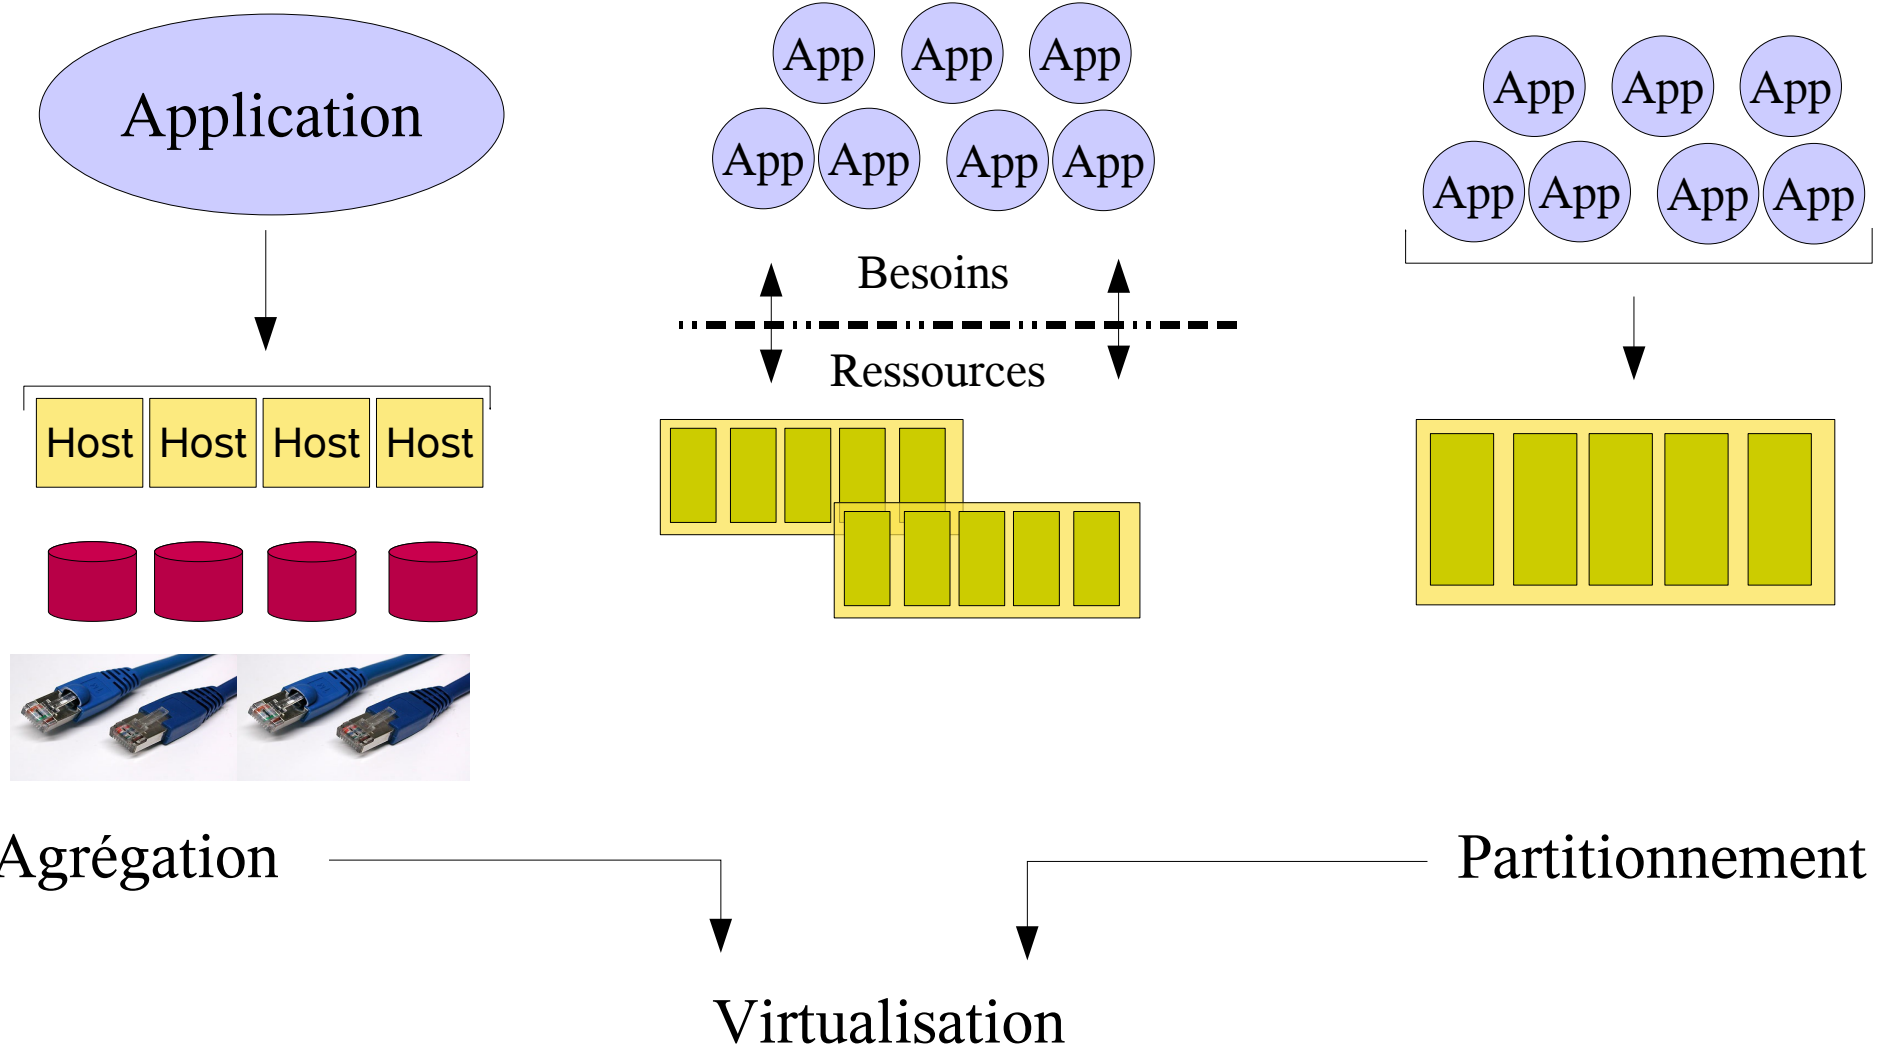 Application
App App App
App App App App
Besoins
Ressources
Host Host Host Host
App App App
App App App App
Agrégation
Partitionnement
Virtualisation